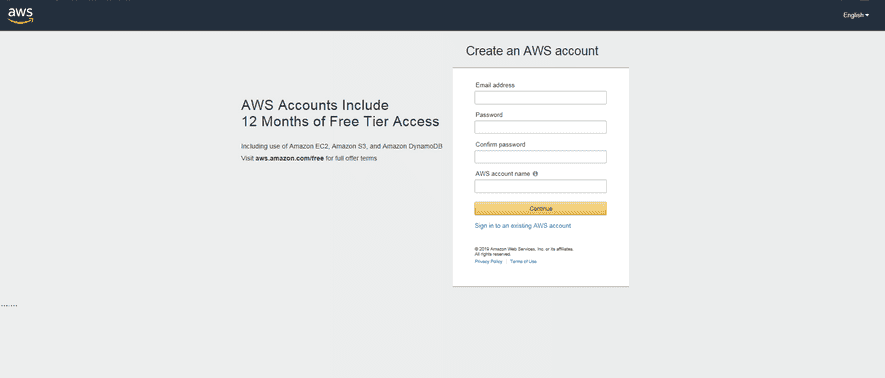 aws
English
Create an AWS account
AWS Accounts Include
12 Months of Free Tier Access
Including use of Amazon EC2, Amazon S3, and Amazon DynamoDB
Visit aws.amazon.com/free for full offer terms
Email address
Password
Confirm password
AWS account name
Continue
Sign in to an existing AWS account
© 2019 Amazon Web Services, Inc. or its affiliates.
All rights reserved.
Privacy Policy | Terms of Use